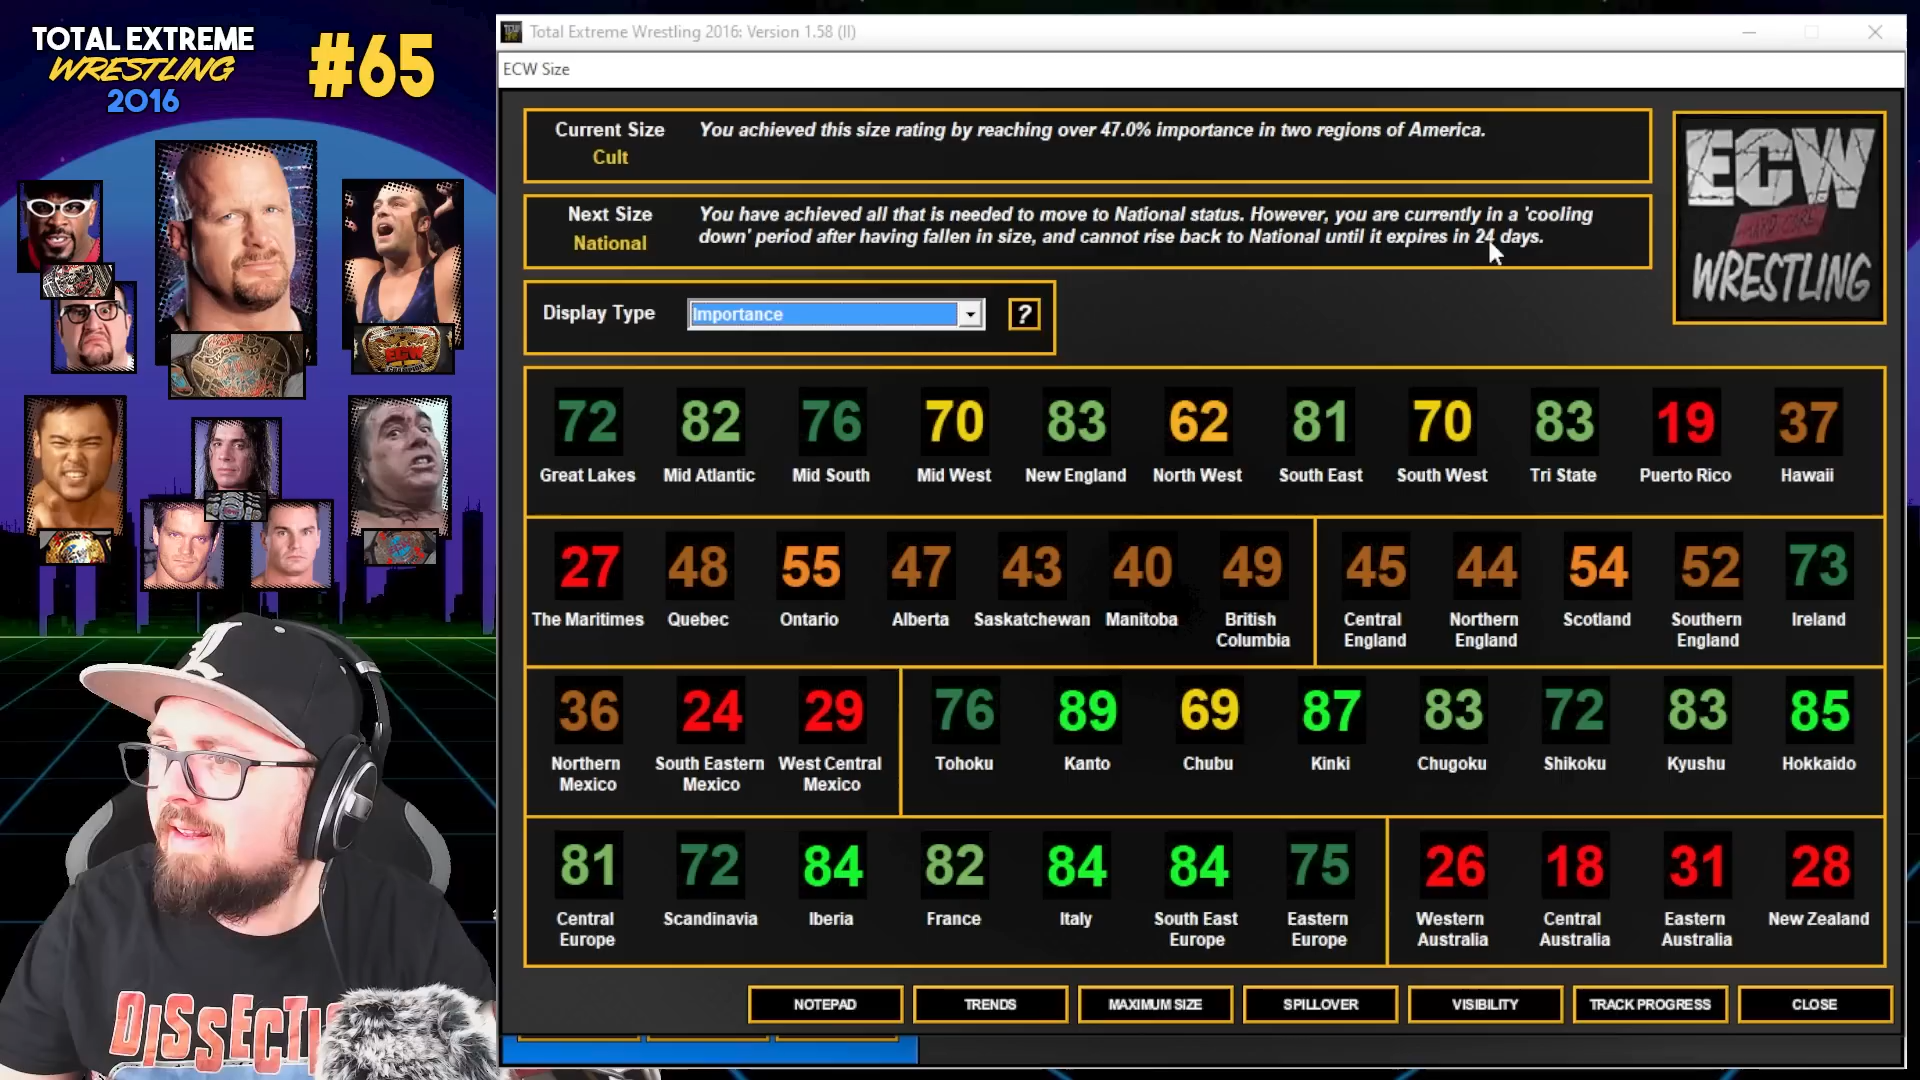 TOTAL EXTREME
WRESTLING
2016
#65
Total Extreme Wrestling 2016: Version 1.58 (II)
ECW Size
Current Size
Cult
You achieved this size rating by reaching over 47.0% importance in two regions of America.
Next Size
National
You have achieved all that is needed to move to National status. However, you are currently in a 'cooling
down' period after having fallen in size, and cannot rise back to National until it expires in 24 days.
ECW
HARDCORE
WRESTLING
Display Type
Importance
?
72 82 76 70 83 62 81 70 83 19 37
Great Lakes Mid Atlantic Mid South Mid West New England North West South East South West Tri State Puerto Rico Hawaii
27 48 55 47 43 40 49 45 44 54 52 73
The Maritimes Quebec Ontario Alberta Saskatchewan Manitoba British Columbia Central England Northern England Scotland Southern England Ireland
36 24 29 76 89 69 87 83 72 83 85
Northern Mexico South Eastern Mexico West Central Mexico Tohoku Kanto Chubu Kinki Chugoku Shikoku Kyushu Hokkaido
81 72 84 82 84 84 75 26 18 31 28
Central Europe Scandinavia Iberia France Italy South East Europe Eastern Europe Western Australia Central Australia Eastern Australia New Zealand
NOTEPAD TRENDS MAXIMUM SIZE SPILLOVER VISIBILITY TRACK PROGRESS CLOSE